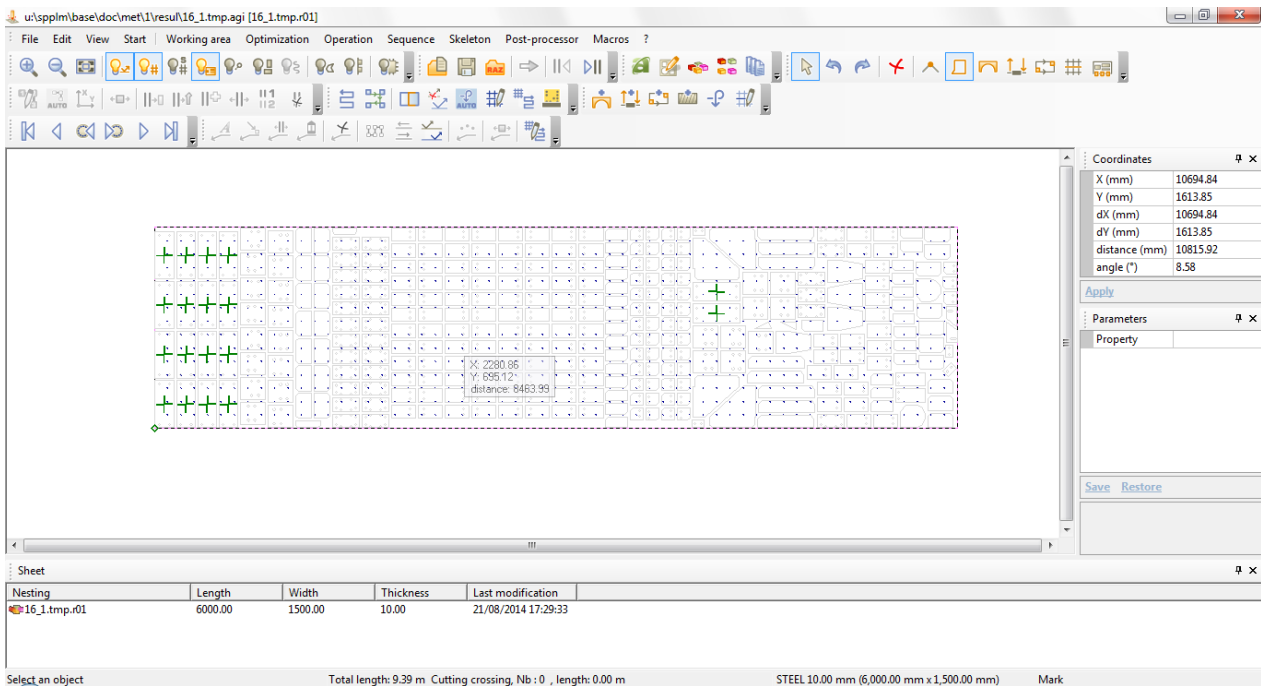 u:\spplm\base\doc\met\1\resul\16_1.tmp.agi [16_1.tmp.r01]
File Edit View Start Working area Optimization Operation Sequence Skeleton Post-processor Macros ?
RAZ
AUTO AUTO AUTO
Coordinates
X (mm) 10694.84
Y (mm) 1613.85
dX (mm) 10694.84
dY (mm) 1613.85
distance (mm) 10815.92
angle (°) 8.58
Apply
Parameters
Property
X: 2280.86
Y: 695.12
distance: 8463.99
Save Restore
Sheet
Nesting Length Width Thickness Last modification
16_1.tmp.r01 6000.00 1500.00 10.00 21/08/2014 17:29:33
Select an object Total length: 9.39 m Cutting crossing, Nb : 0 , length: 0.00 m STEEL 10.00 mm (6,000.00 mm x 1,500.00 mm) Mark